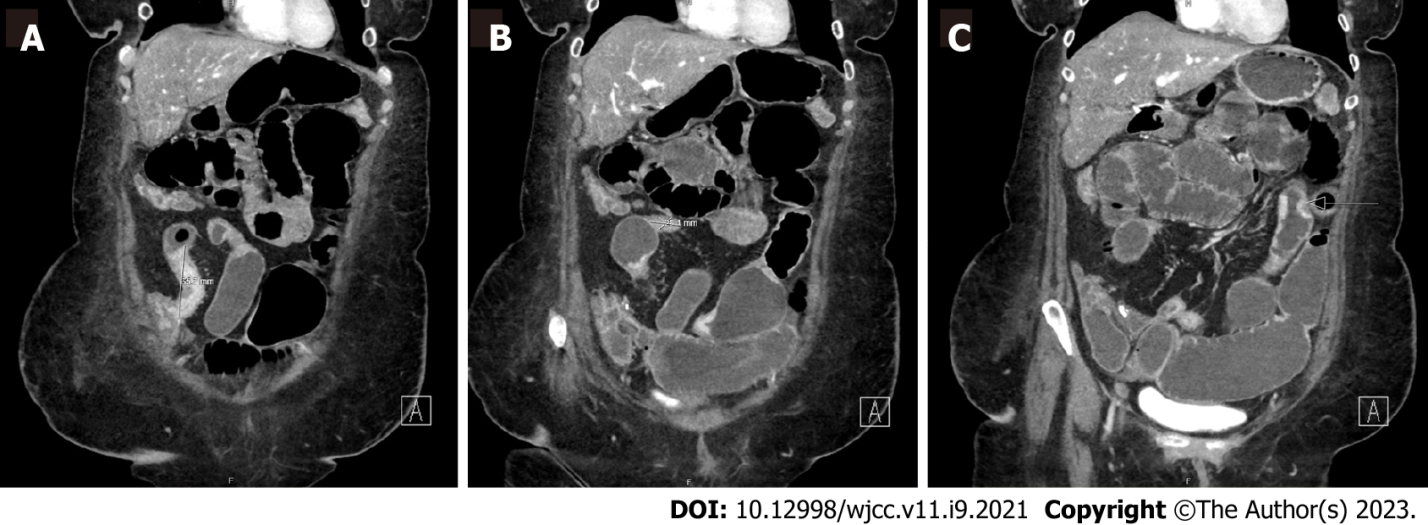 A
B
C
H
A
A
A
F
F
F
DOI: 10.12998/wjcc.v11.i9.2021 Copyright ©The Author(s) 2023.